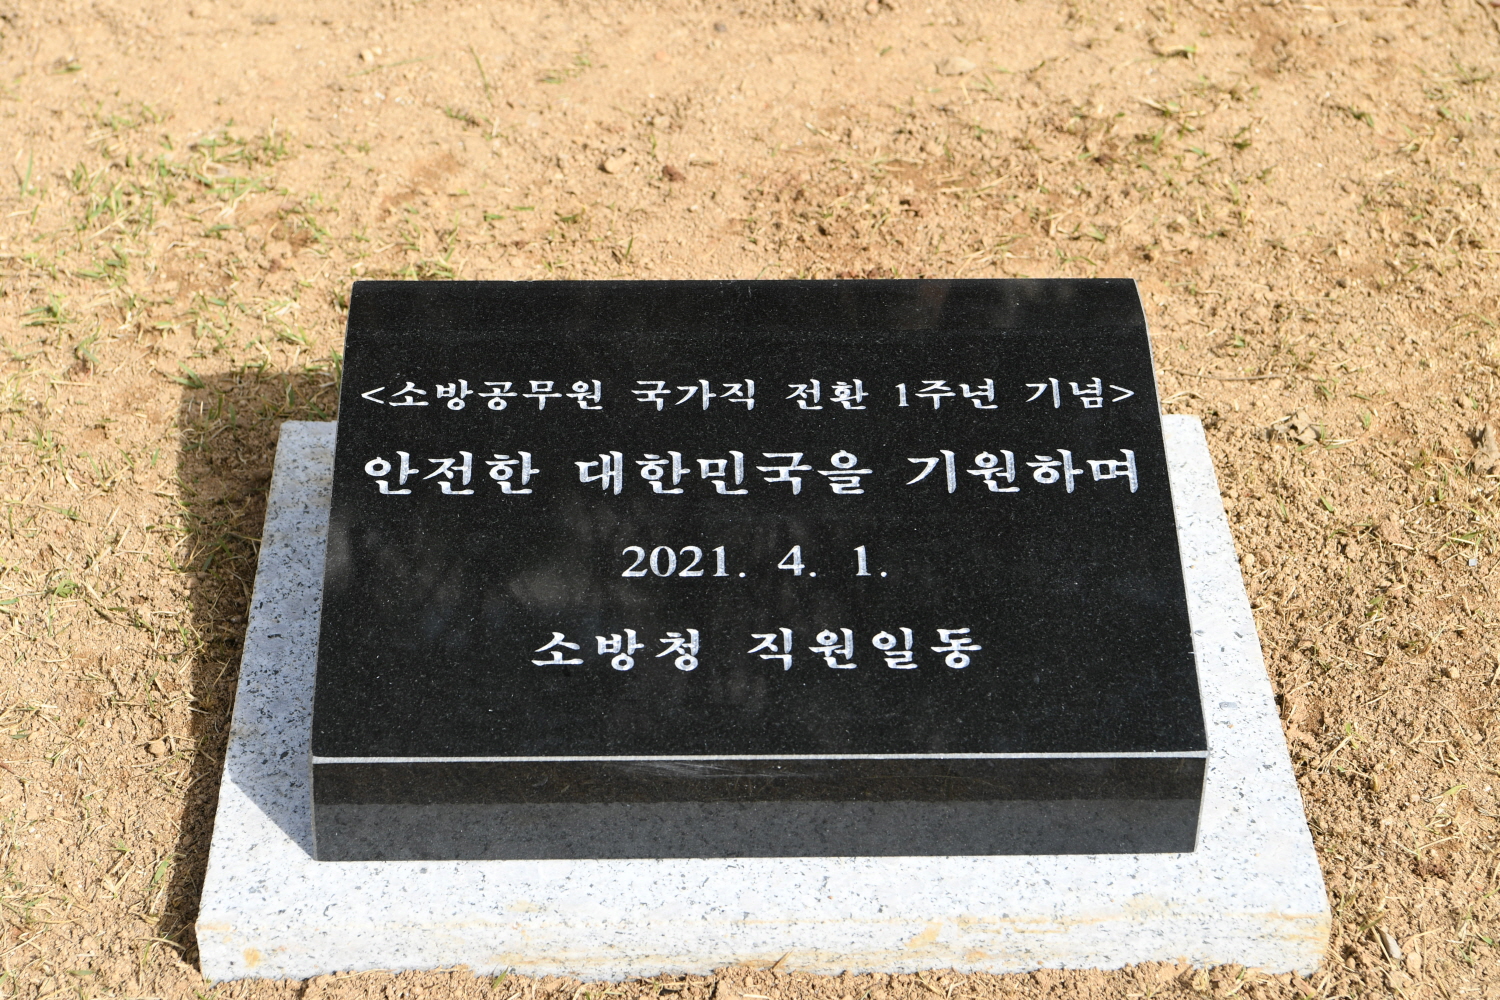 <소방공무원 국가직 전환 1주년 기념>
안전한 대한민국을 기원하며
2021. 4. 1.
소방청 직원일동